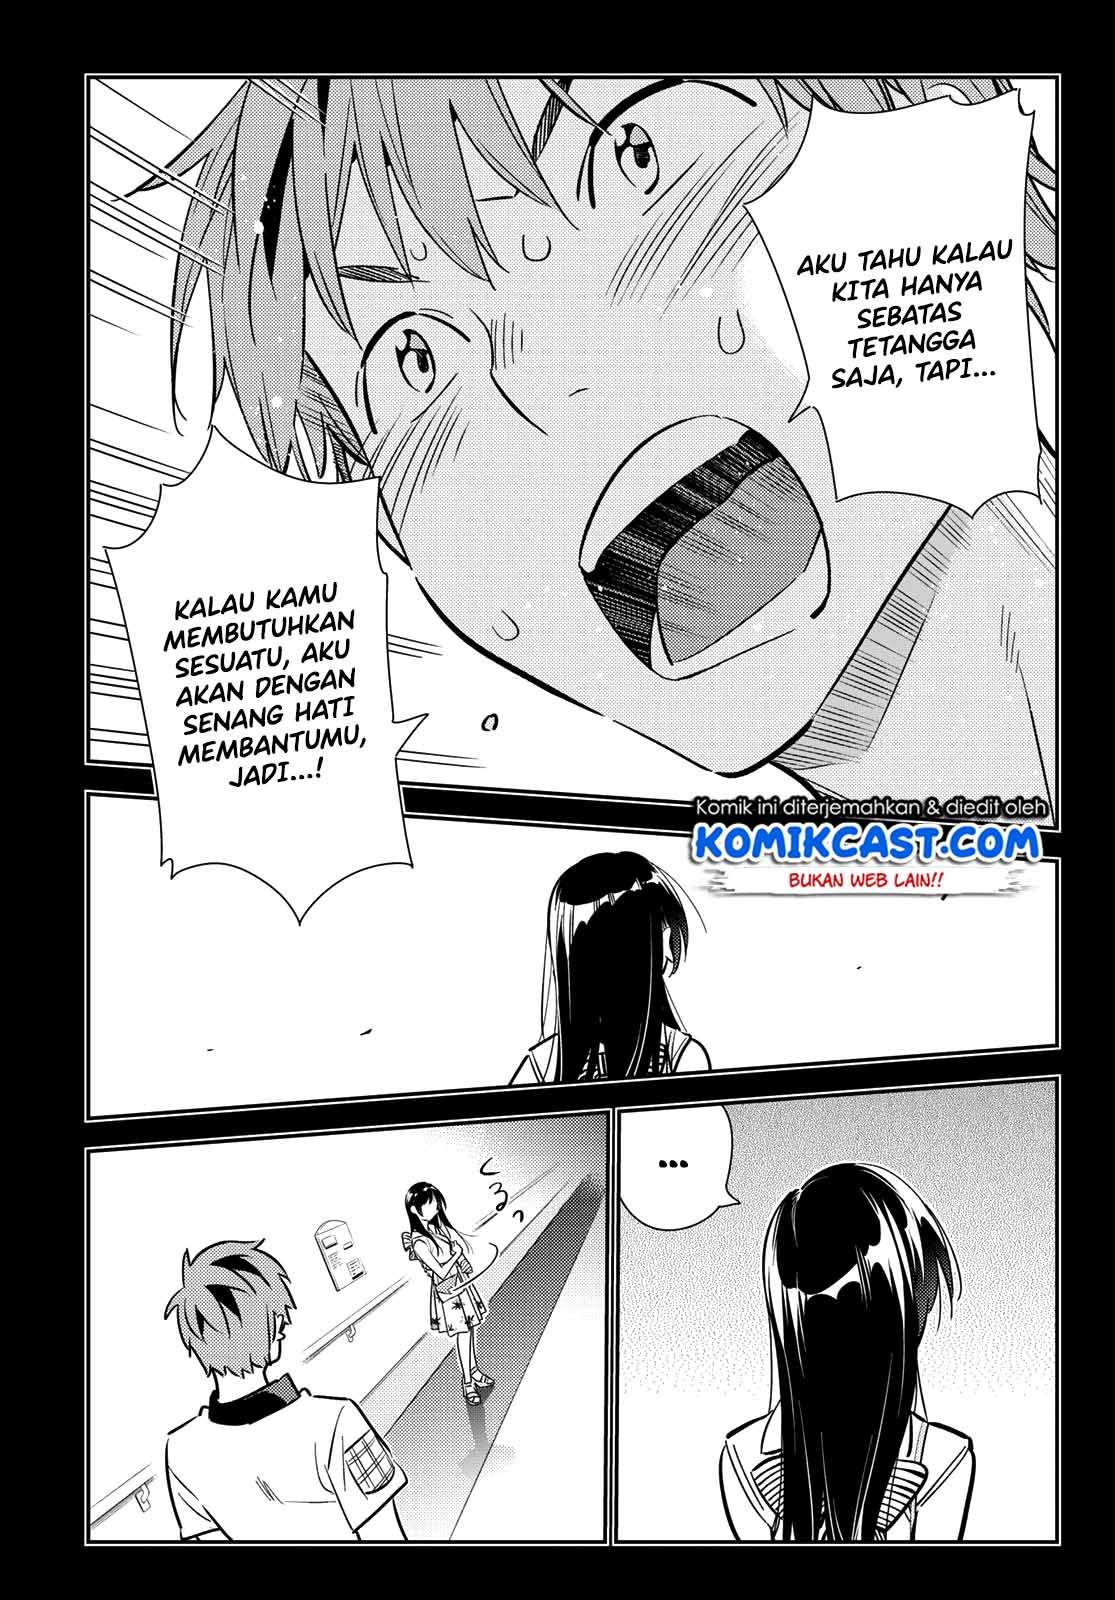 AKU TAHU KALAU
KITA HANYA
SEBATAS
TETANGGA
SAJA, TAPI...
KALAU KAMU
MEMBUTUHKAN
SESUATU, AKU
AKAN DENGAN
SENANG HATI
MEMBANTUMU,
JADI...!
Komik ini diterjemahkan & diedit oleh
KOMIKCAST.COM
BUKAN WEB LAIN!!
...